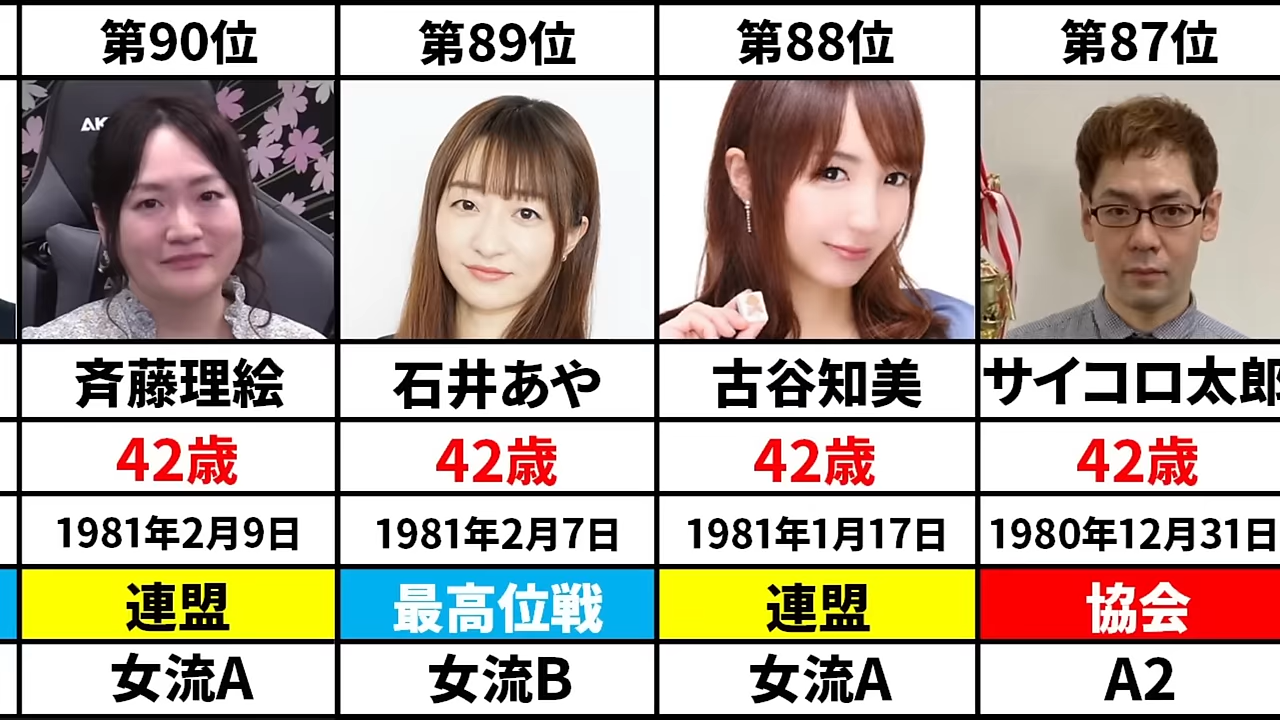 第90位 第89位 第88位 第87位
AK
斉藤理絵 石井あや 古谷知美 サイコロ太郎
42歳 42歳 42歳 42歳
1981年2月9日 1981年2月7日 1981年1月17日 1980年12月31日
連盟 最高位戦 連盟 協会
女流A 女流B 女流A A2